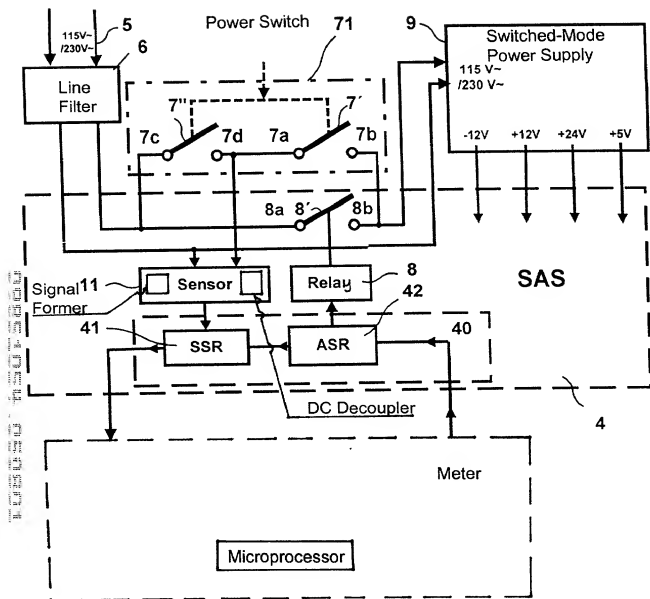 115V~
/230V~
5
6
Line
Filter
Power Switch
71
7''
7′
7c
7d
7a
7b
9
Switched-Mode
Power Supply
115 V~
/230 V~
-12V
+12V
+24V
+5V
8a
8′
8b
SAS
Signal
Former
11
Sensor
Relay
8
42
41
40
SSR
ASR
DC Decoupler
4
Meter
Microprocessor